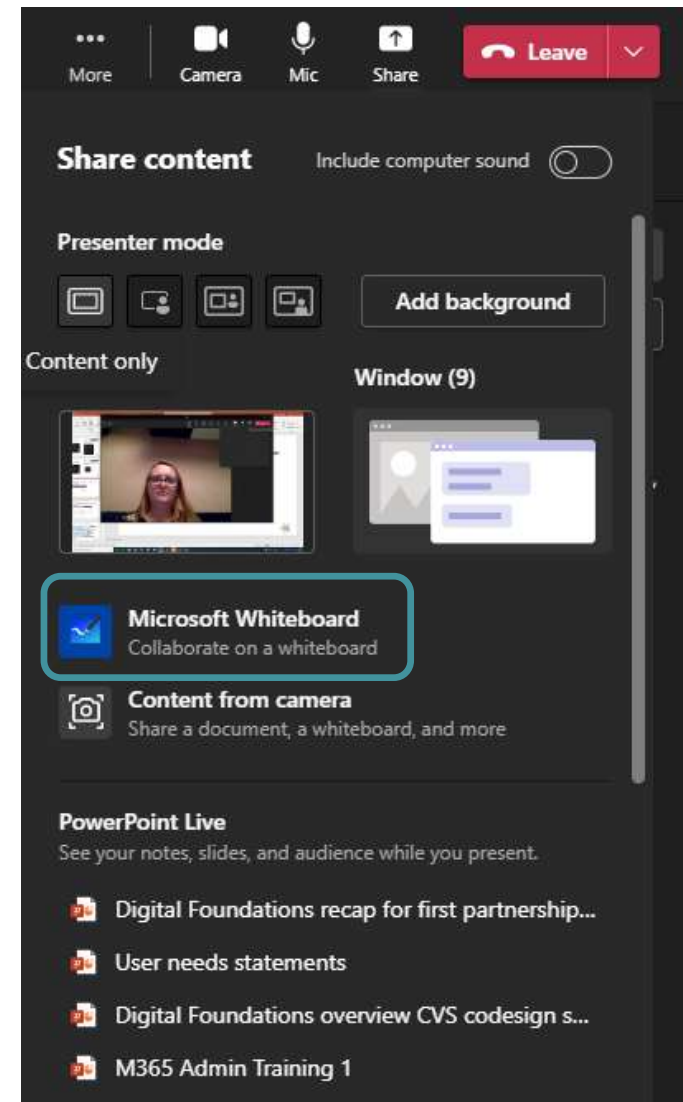 More Camera Mic Share Leave
Share content Include computer sound
Presenter mode
Add background
Content only
Window (9)
Microsoft Whiteboard
Collaborate on a whiteboard
Content from camera
Share a document, a whiteboard, and more
PowerPoint Live
See your notes, slides, and audience while you present.
Digital Foundations recap for first partnership...
User needs statements
Digital Foundations overview CVS codesign s...
M365 Admin Training 1